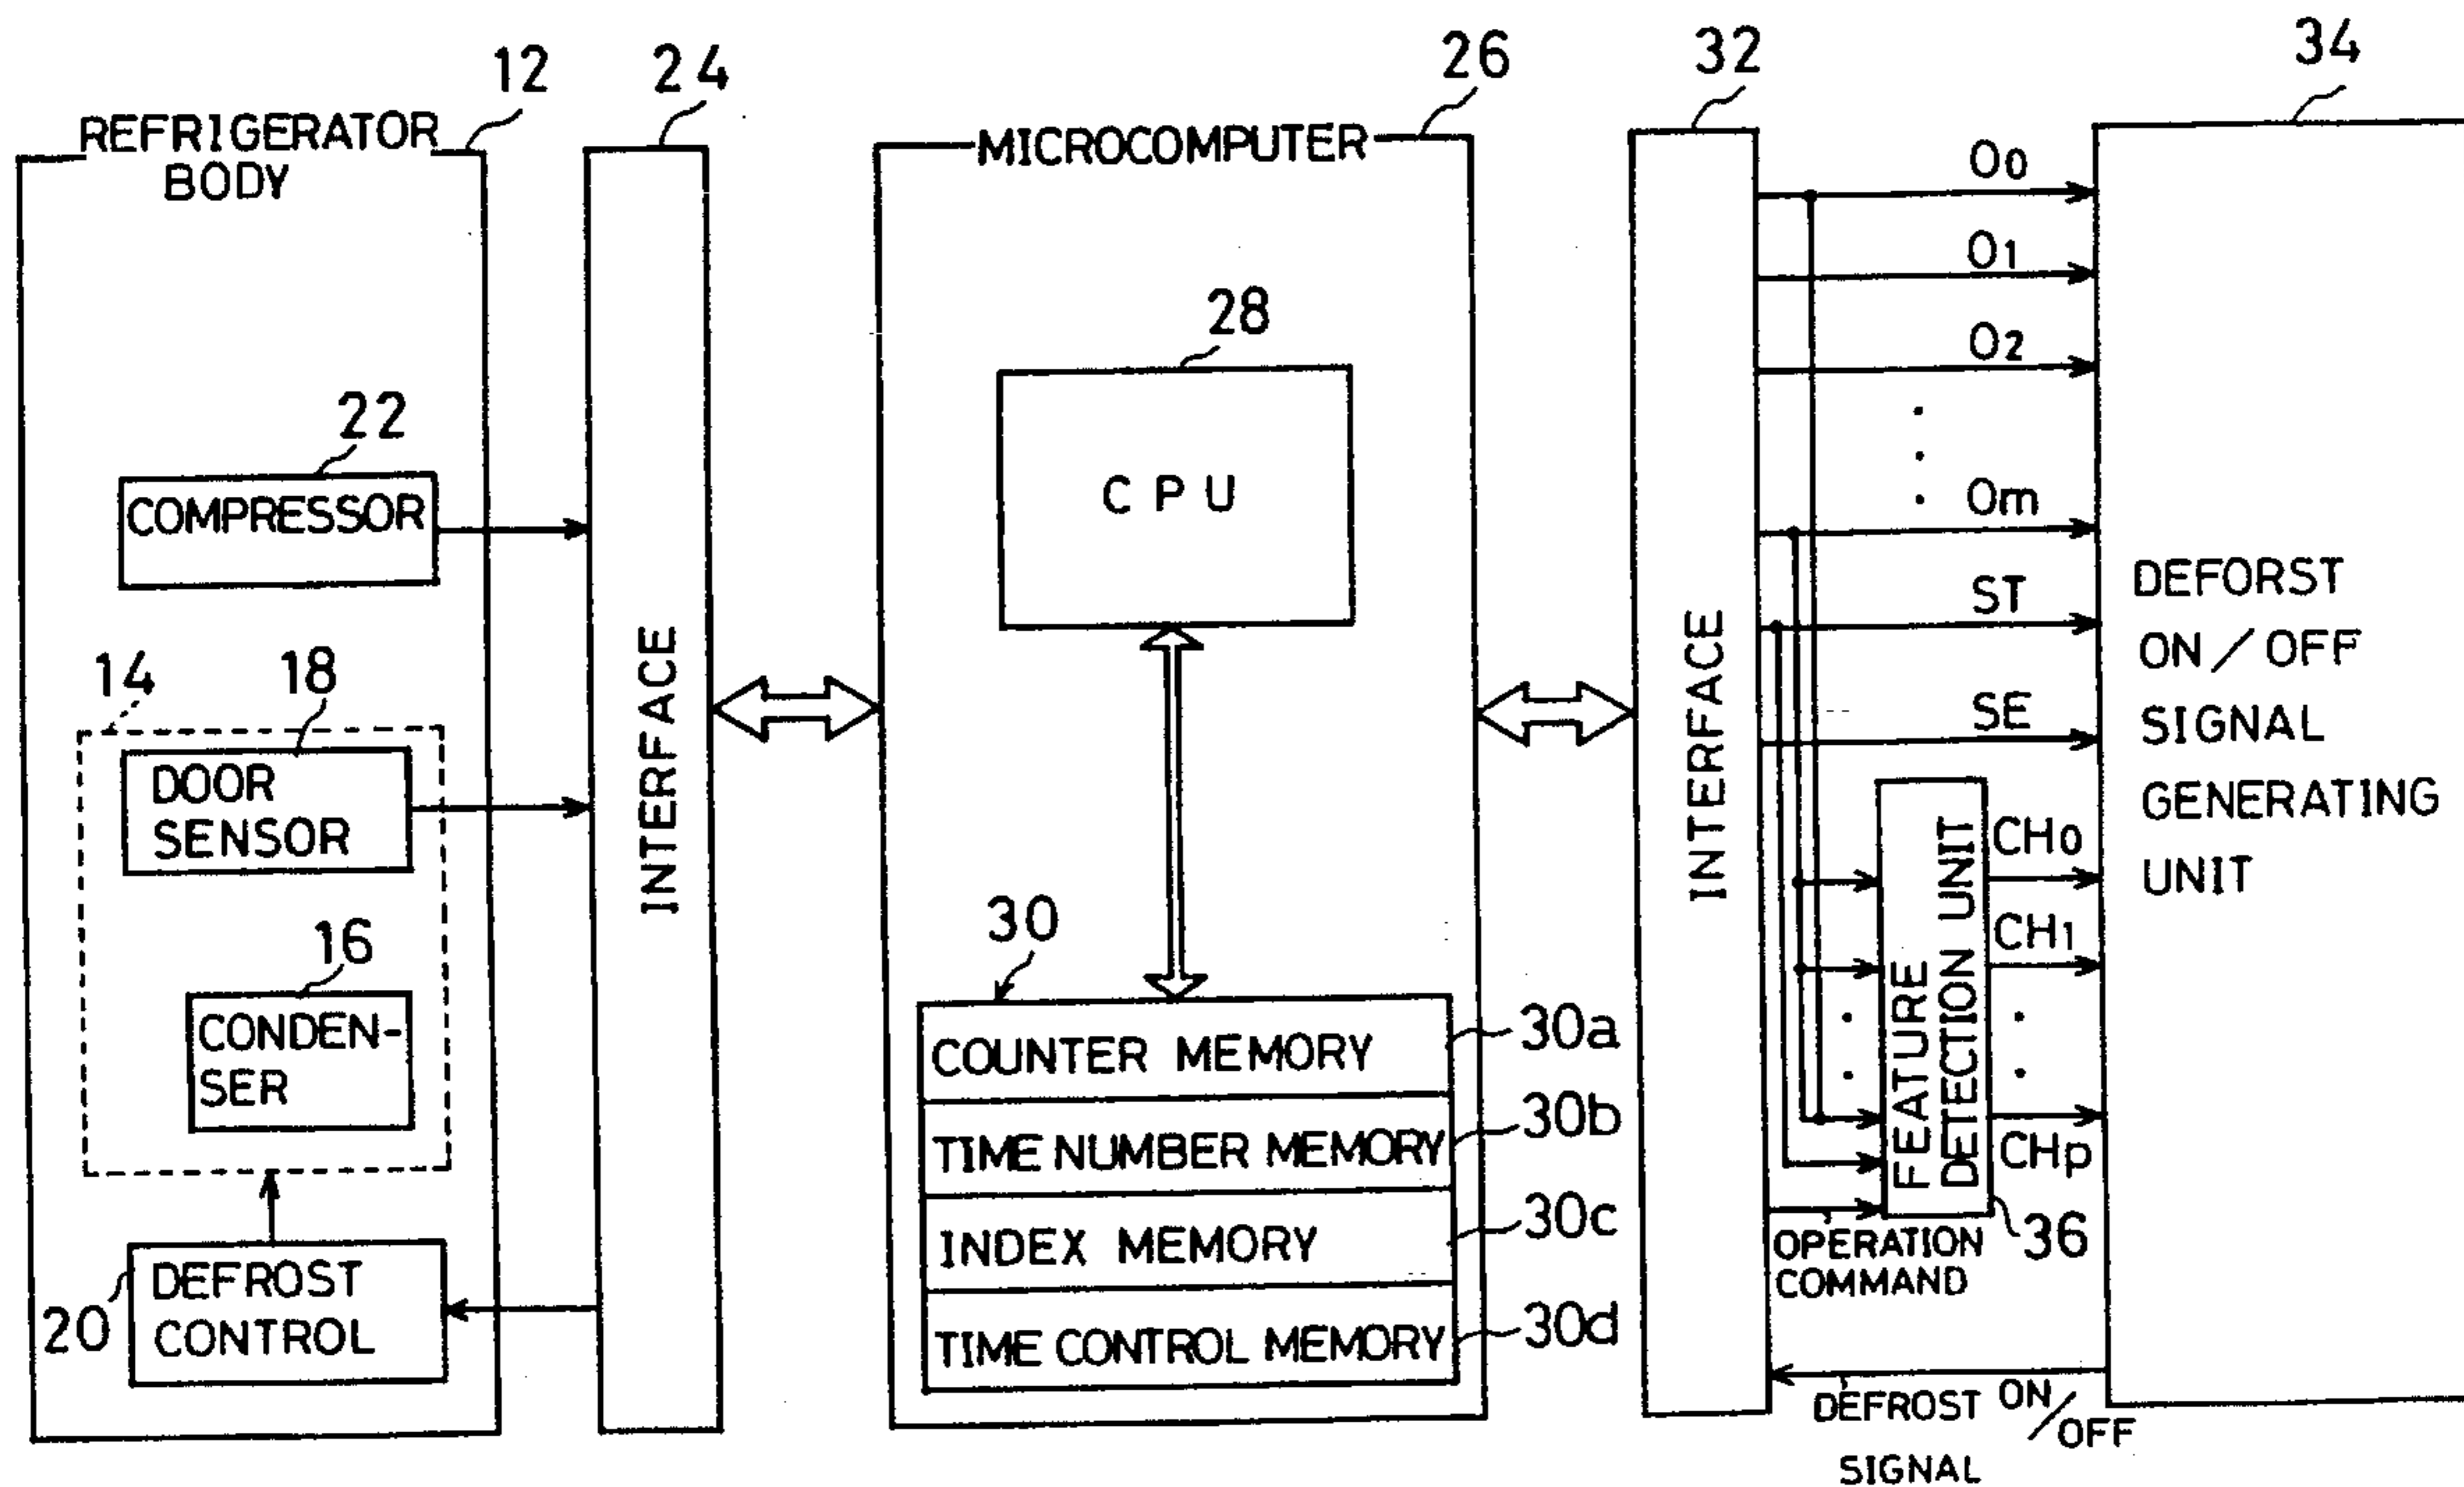 REFRIGERATOR
BODY
12
22
COMPRESSOR
14
18
DOOR
SENSOR
16
CONDEN-
SER
20
DEFROST
CONTROL
24
INTERFACE
MICROCOMPUTER
26
28
CPU
30
COUNTER MEMORY
30a
TIME NUMBER MEMORY
30b
INDEX MEMORY
30c
TIME CONTROL MEMORY
30d
32
INTERFACE
O0
O1
O2
Om
ST
SE
FEATURE
DETECTION UNIT
36
CH0
CH1
CHp
OPERATION
COMMAND
DEFROST ON/OFF
SIGNAL
34
DEFORST
ON/OFF
SIGNAL
GENERATING
UNIT